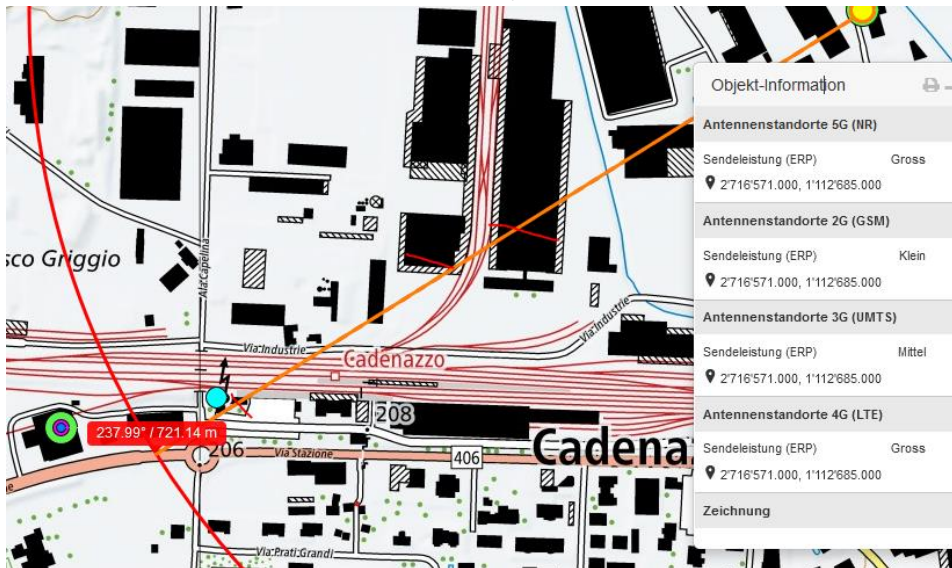 Objekt-Information
Antennenstandorte 5G (NR)
Sendeleistung (ERP) Gross
2'716'571.000, 1'112'685.000
Antennenstandorte 2G (GSM)
Sendeleistung (ERP) Klein
2'716'571.000, 1'112'685.000
Antennenstandorte 3G (UMTS)
Sendeleistung (ERP) Mittel
2'716'571.000, 1'112'685.000
Antennenstandorte 4G (LTE)
Sendeleistung (ERP) Gross
2'716'571.000, 1'112'685.000
Zeichnung
sco Griggio
Ala Capelina
Via Industrie
Via Industrie
Cadenazzo
208
237.99° / 721.14 m
206
Via Stazione
406
Cadena
Via Prati Grandi